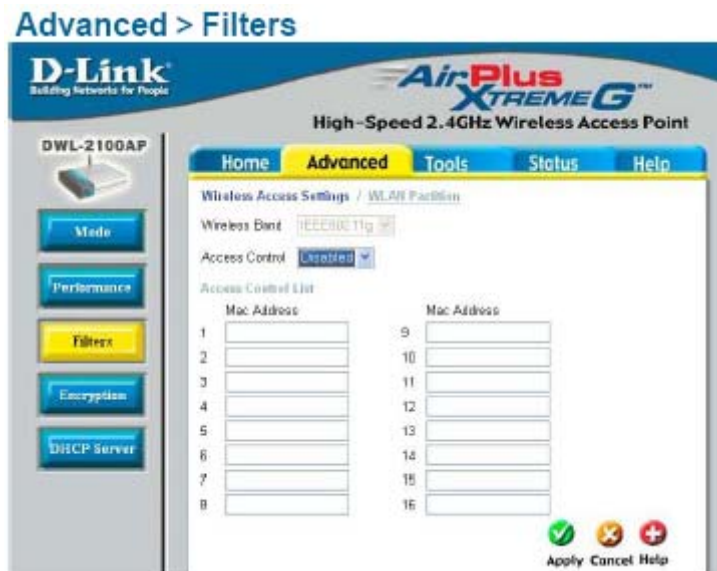 Advanced > Filters
D-Link
Building Networks for People
AirPlus
XTREME G™
High-Speed 2.4GHz Wireless Access Point
DWL-2100AP
Home Advanced Tools Status Help
Wireless Access Settings / WLAN Partition
Mode
Wireless Band IEEE802.11g
Access Control Disabled
Performance
Access Control List
Mac Address Mac Address
Filters
1 9
2 10
3 11
Encryption
4 12
5 13
DHCP Server
6 14
7 15
8 16
Apply Cancel Help